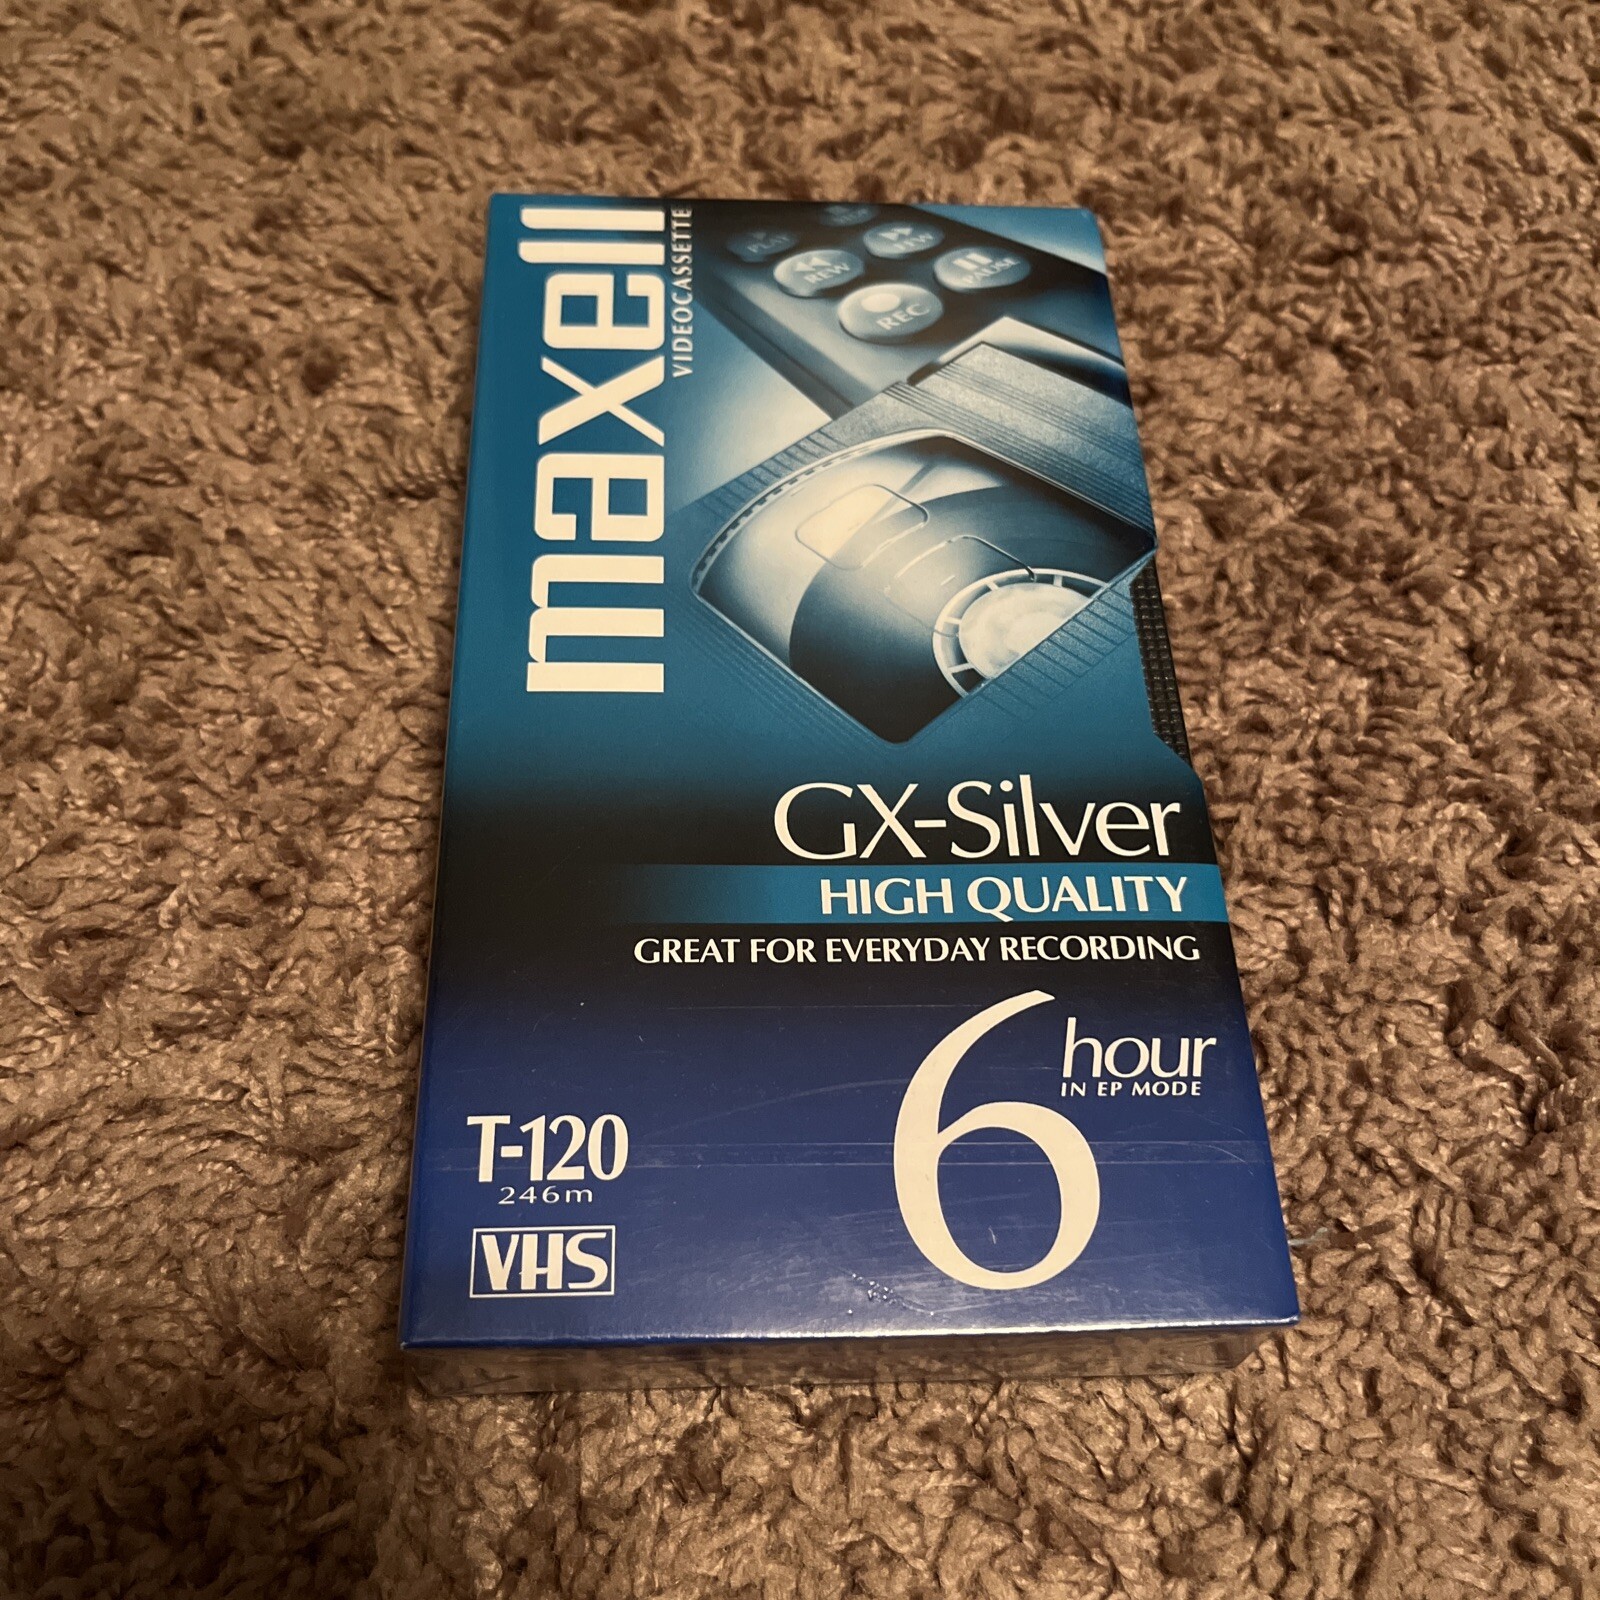 maxell
VIDEOCASSETTE
PLAY
FFW
REW
PAUSE
REC
GX-Silver
HIGH QUALITY
GREAT FOR EVERYDAY RECORDING
6 hour
IN EP MODE
T-120
246m
VHS